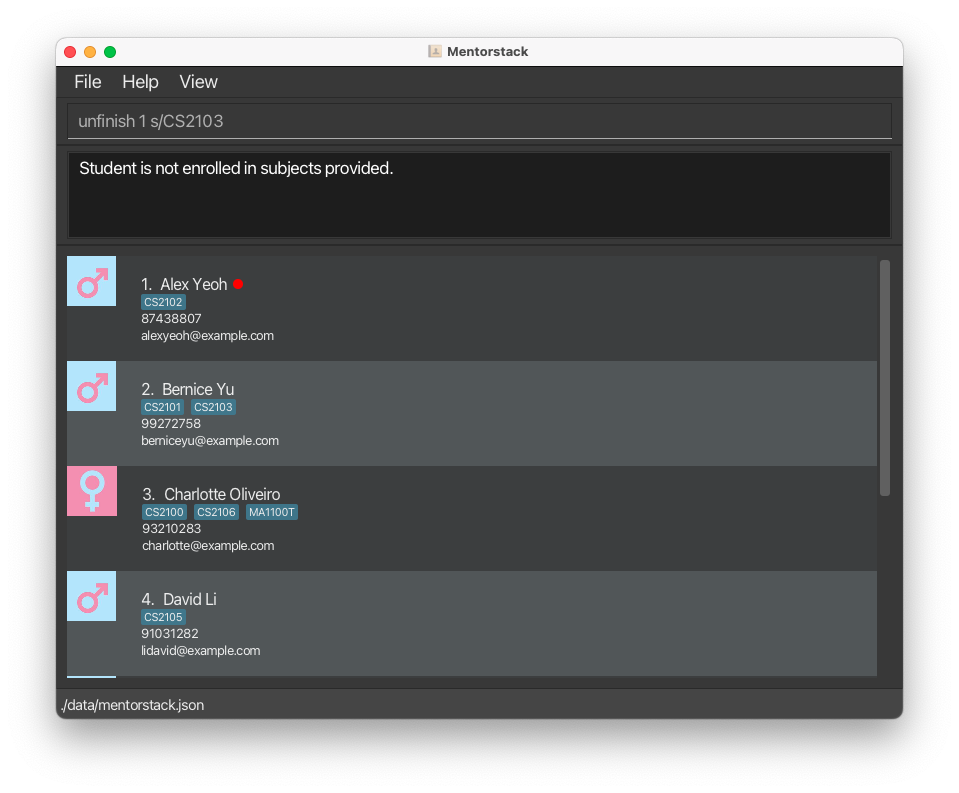 Mentorstack
File Help View
unfinish 1 s/CS2103
Student is not enrolled in subjects provided.
1. Alex Yeoh
CS2102
87438807
alexyeoh@example.com
2. Bernice Yu
CS2101 CS2103
99272758
berniceyu@example.com
3. Charlotte Oliveiro
CS2100 CS2106 MA1100T
93210283
charlotte@example.com
4. David Li
CS2105
91031282
lidavid@example.com
./data/mentorstack.json